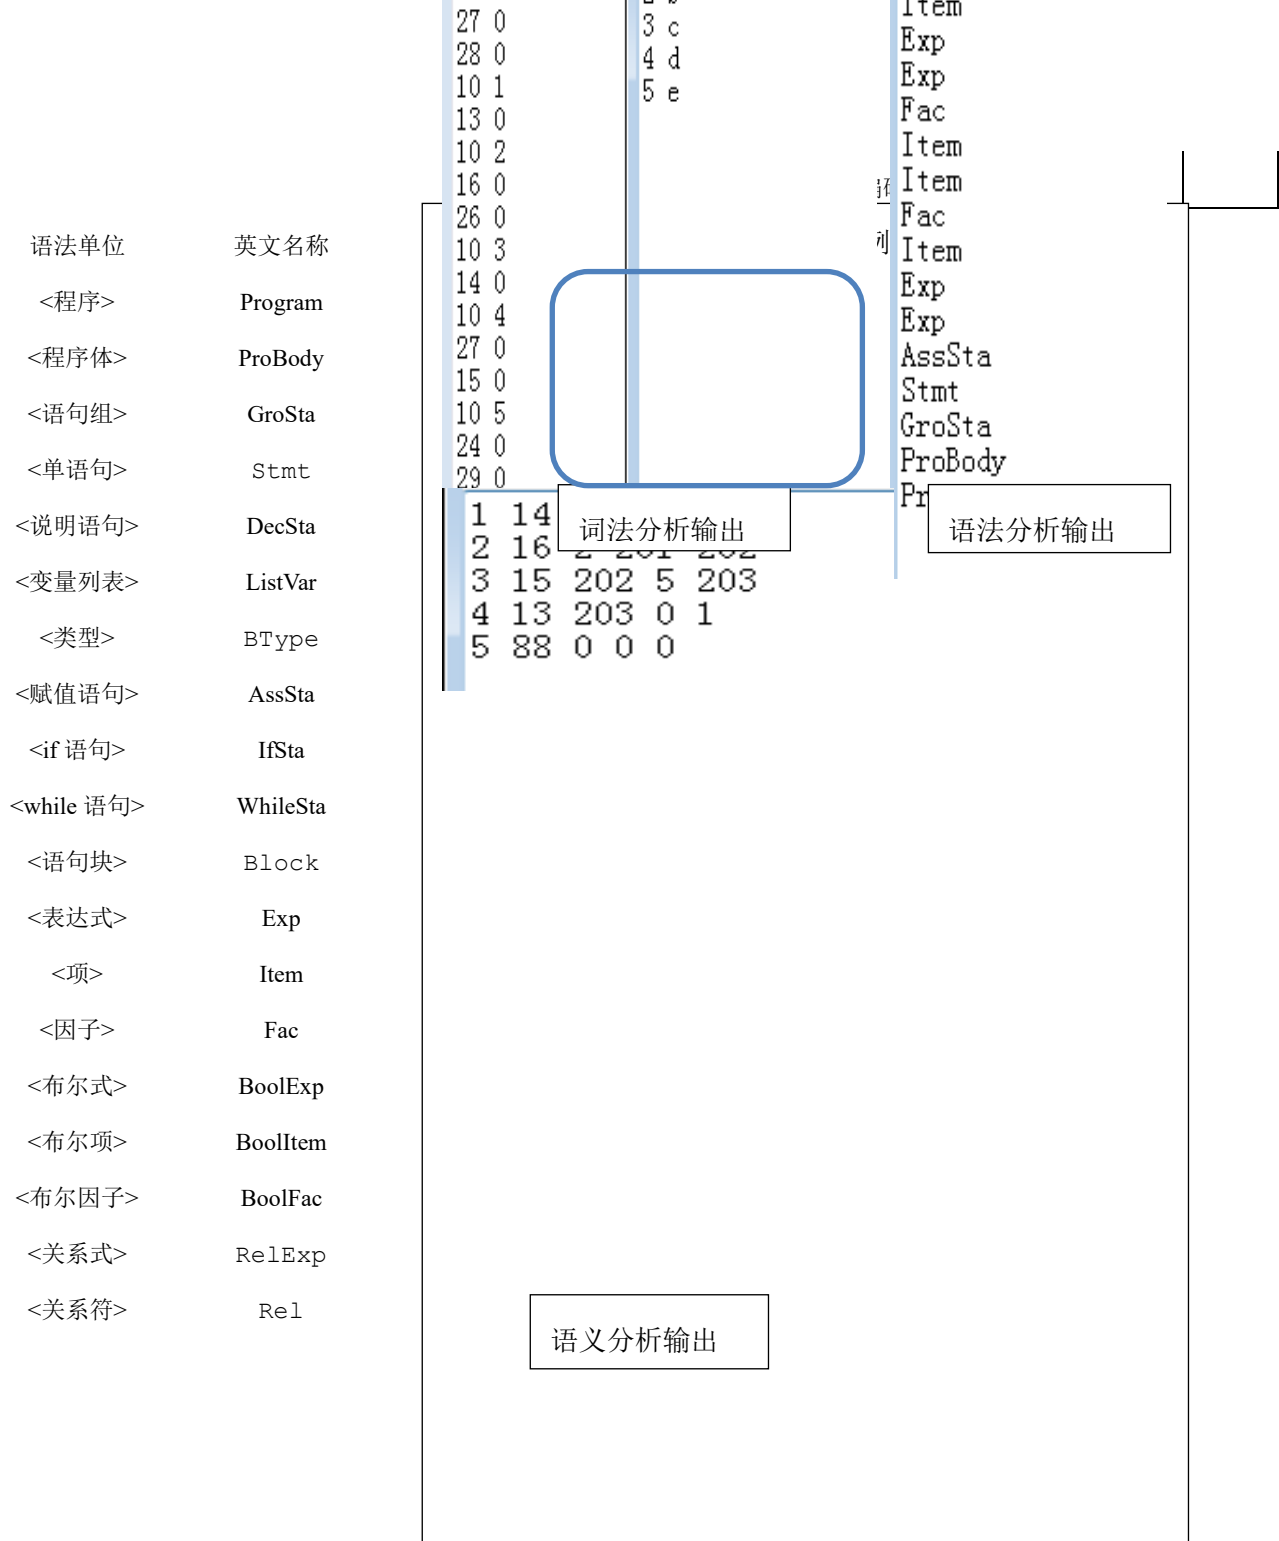 语法单位 英文名称
<程序> Program
<程序体> ProBody
<语句组> GroSta
<单语句> Stmt
<说明语句> DecSta
<变量列表> ListVar
<类型> BType
<赋值语句> AssSta
<if 语句> IfSta
<while 语句> WhileSta
<语句块> Block
<表达式> Exp
<项> Item
<因子> Fac
<布尔式> BoolExp
<布尔项> BoolItem
<布尔因子> BoolFac
<关系式> RelExp
<关系符> Rel
27 0
28 0
10 1
13 0
10 2
16 0
26 0
10 3
14 0
10 4
27 0
15 0
10 5
24 0
29 0
3 c
4 d
5 e
列
Item
Exp
Exp
Fac
Item
Item
Fac
Item
Exp
Exp
AssSta
Stmt
GroSta
ProBody
Pr
词法分析输出
语法分析输出
1 14
2 16 2 201 202
3 15 202 5 203
4 13 203 0 1
5 88 0 0 0
语义分析输出